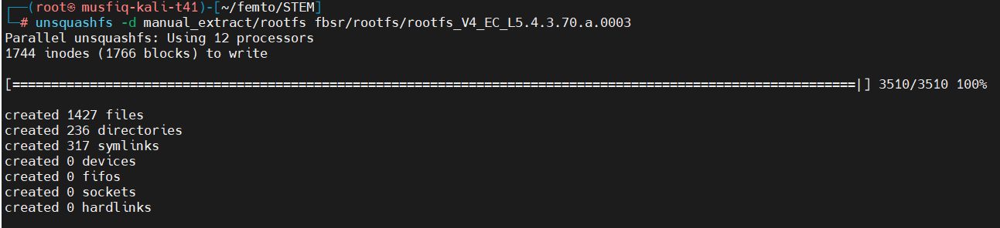 ┌──(root㉿ musfiq-kali-t41)-[~/femto/STEM]
└─# unsquashfs -d manual_extract/rootfs fbsr/rootfs/rootfs_V4_EC_L5.4.3.70.a.0003
Parallel unsquashfs: Using 12 processors
1744 inodes (1766 blocks) to write
[=============================================================================================================|] 3510/3510 100%
created 1427 files
created 236 directories
created 317 symlinks
created 0 devices
created 0 fifos
created 0 sockets
created 0 hardlinks